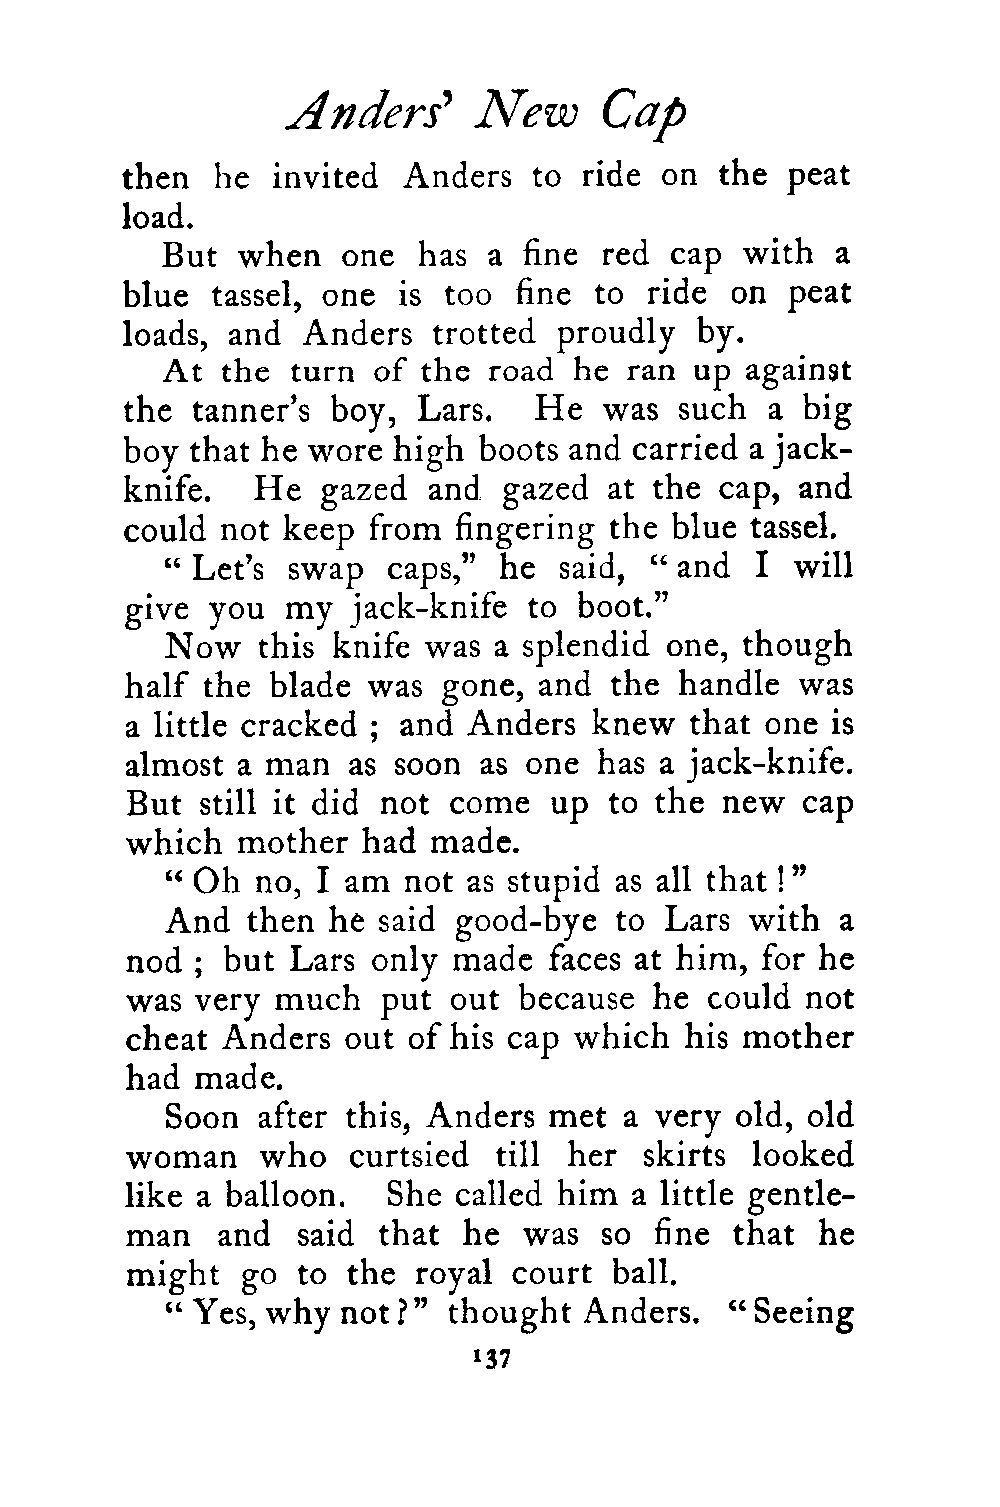 Anders' New Cap
then he invited Anders to ride on the peat
load.
But when one has a fine red cap with a
blue tassel, one is too fine to ride on peat
loads, and Anders trotted proudly by.
At the turn of the road he ran up against
the tanner's boy, Lars. He was such a big
boy that he wore high boots and carried a jack-
knife. He gazed and gazed at the cap, and
could not keep from fingering the blue tassel.
“ Let's swap caps,” he said, “ and I will
give you my jack-knife to boot.”
Now this knife was a splendid one, though
half the blade was gone, and the handle was
a little cracked ; and Anders knew that one is
almost a man as soon as one has a jack-knife.
But still it did not come up to the new cap
which mother had made.
“ Oh no, I am not as stupid as all that ! ”
And then he said good-bye to Lars with a
nod ; but Lars only made faces at him, for he
was very much put out because he could not
cheat Anders out of his cap which his mother
had made.
Soon after this, Anders met a very old, old
woman who curtsied till her skirts looked
like a balloon. She called him a little gentle-
man and said that he was so fine that he
might go to the royal court ball.
“ Yes, why not ? ” thought Anders. “ Seeing
137